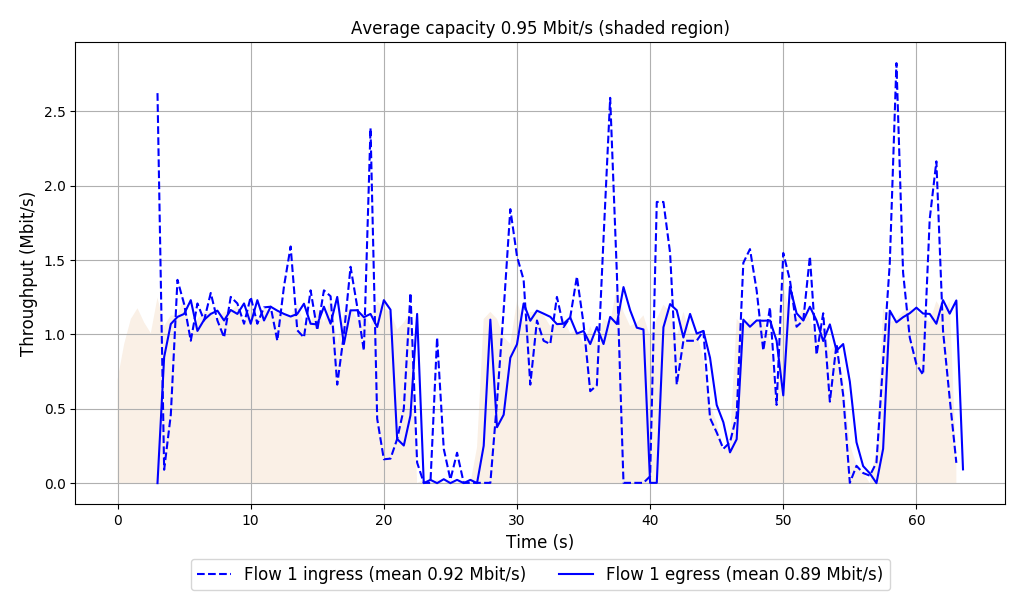 Average capacity 0.95 Mbit/s (shaded region)
Throughput (Mbit/s)
2.5
2.0
1.5
1.0
0.5
0.0
0 10 20 30 40 50 60
Time (s)
Flow 1 ingress (mean 0.92 Mbit/s) Flow 1 egress (mean 0.89 Mbit/s)